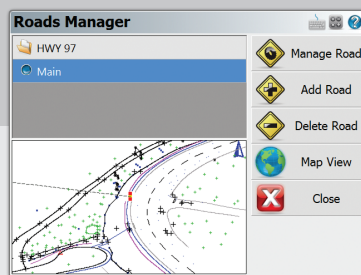 Roads Manager
HWY 97
Main
Manage Road
Add Road
Delete Road
Map View
Close